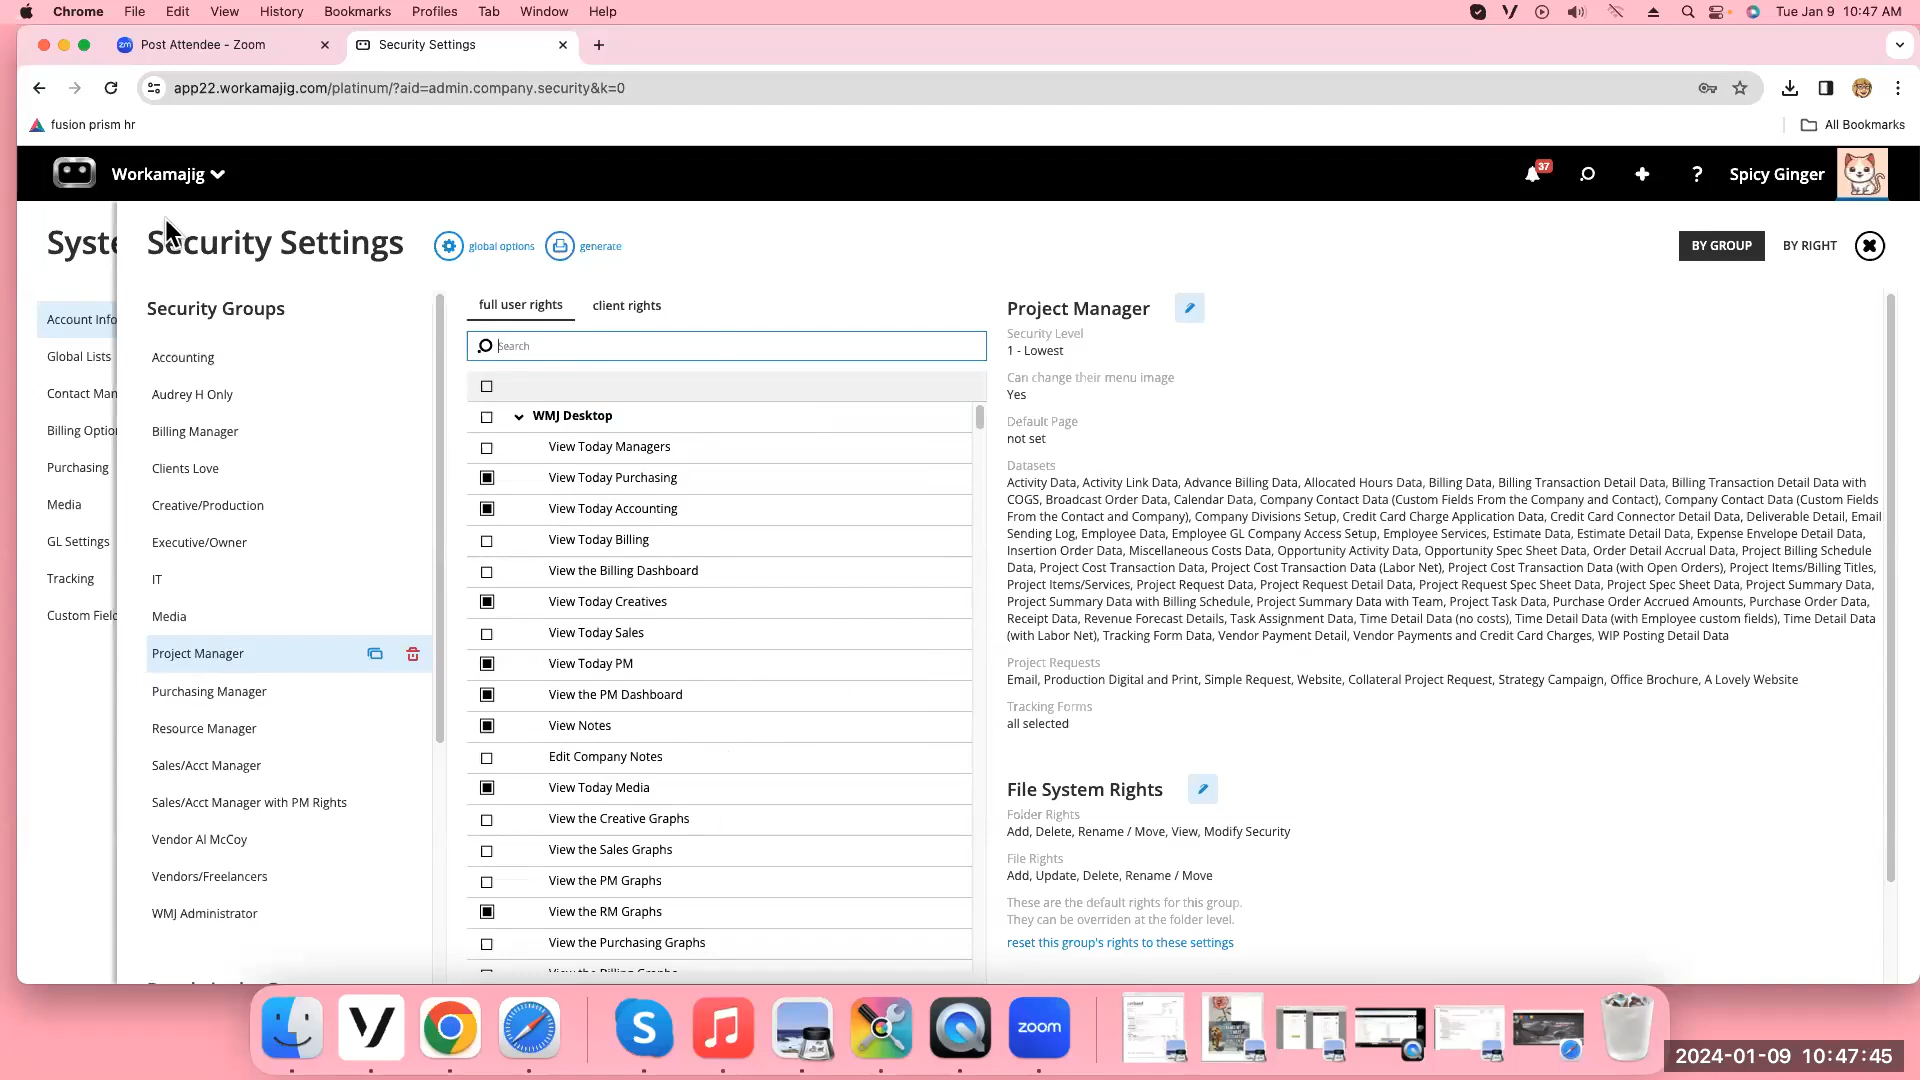 Chrome File Edit View History Bookmarks Profiles Tab Window Help
Tue Jan 9 10:47 AM
Post Attendee - Zoom
Security Settings
app22.workamajig.com/platinum/?aid=admin.company.security&k=0
fusion prism hr
All Bookmarks
Workamajig
37
?
Spicy Ginger
Syste
Security Settings
global options
generate
BY GROUP
BY RIGHT
Account Info
Global Lists
Contact Man
Billing Optio
Purchasing
Media
GL Settings
Tracking
Custom Field
Security Groups
Accounting
Audrey H Only
Billing Manager
Clients Love
Creative/Production
Executive/Owner
IT
Media
Project Manager
Purchasing Manager
Resource Manager
Sales/Acct Manager
Sales/Acct Manager with PM Rights
Vendor Al McCoy
Vendors/Freelancers
WMJ Administrator
full user rights
client rights
Search
WMJ Desktop
View Today Managers
View Today Purchasing
View Today Accounting
View Today Billing
View the Billing Dashboard
View Today Creatives
View Today Sales
View Today PM
View the PM Dashboard
View Notes
Edit Company Notes
View Today Media
View the Creative Graphs
View the Sales Graphs
View the PM Graphs
View the RM Graphs
View the Purchasing Graphs
View the Billing Graphs
Project Manager
Security Level
1 - Lowest
Can change their menu image
Yes
Default Page
not set
Datasets
Activity Data, Activity Link Data, Advance Billing Data, Allocated Hours Data, Billing Data, Billing Transaction Detail Data, Billing Transaction Detail Data with
COGS, Broadcast Order Data, Calendar Data, Company Contact Data (Custom Fields From the Company and Contact), Company Contact Data (Custom Fields
From the Contact and Company), Company Divisions Setup, Credit Card Charge Application Data, Credit Card Connector Detail Data, Deliverable Detail, Email
Sending Log, Employee Data, Employee GL Company Access Setup, Employee Services, Estimate Data, Estimate Detail Data, Expense Envelope Detail Data,
Insertion Order Data, Miscellaneous Costs Data, Opportunity Activity Data, Opportunity Spec Sheet Data, Order Detail Accrual Data, Project Billing Schedule
Data, Project Cost Transaction Data, Project Cost Transaction Data (Labor Net), Project Cost Transaction Data (with Open Orders), Project Items/Billing Titles,
Project Items/Services, Project Request Data, Project Request Detail Data, Project Request Spec Sheet Data, Project Spec Sheet Data, Project Summary Data,
Project Summary Data with Billing Schedule, Project Summary Data with Team, Project Task Data, Purchase Order Accrued Amounts, Purchase Order Data,
Receipt Data, Revenue Forecast Details, Task Assignment Data, Time Detail Data (no costs), Time Detail Data (with Employee custom fields), Time Detail Data
(with Labor Net), Tracking Form Data, Vendor Payment Detail, Vendor Payments and Credit Card Charges, WIP Posting Detail Data
Project Requests
Email, Production Digital and Print, Simple Request, Website, Collateral Project Request, Strategy Campaign, Office Brochure, A Lovely Website
Tracking Forms
all selected
File System Rights
Folder Rights
Add, Delete, Rename / Move, View, Modify Security
File Rights
Add, Update, Delete, Rename / Move
These are the default rights for this group.
They can be overriden at the folder level.
reset this group's rights to these settings
zoom
2024-01-09 10:47:45